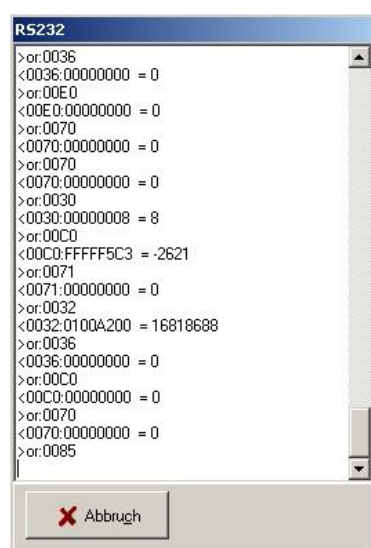 RS232
>or:0036
<0036:00000000 = 0
>or:00E0
<00E0:00000000 = 0
>or:0070
<0070:00000000 = 0
>or:0070
<0070:00000000 = 0
>or:0030
<0030:00000008 = 8
>or:00C0
<00C0:FFFFF5C3 = -2621
>or:0071
<0071:00000000 = 0
>or:0032
<0032:0100A200 = 16818688
>or:0036
<0036:00000000 = 0
>or:00C0
<00C0:00000000 = 0
>or:0070
<0070:00000000 = 0
>or:0085
Abbruch